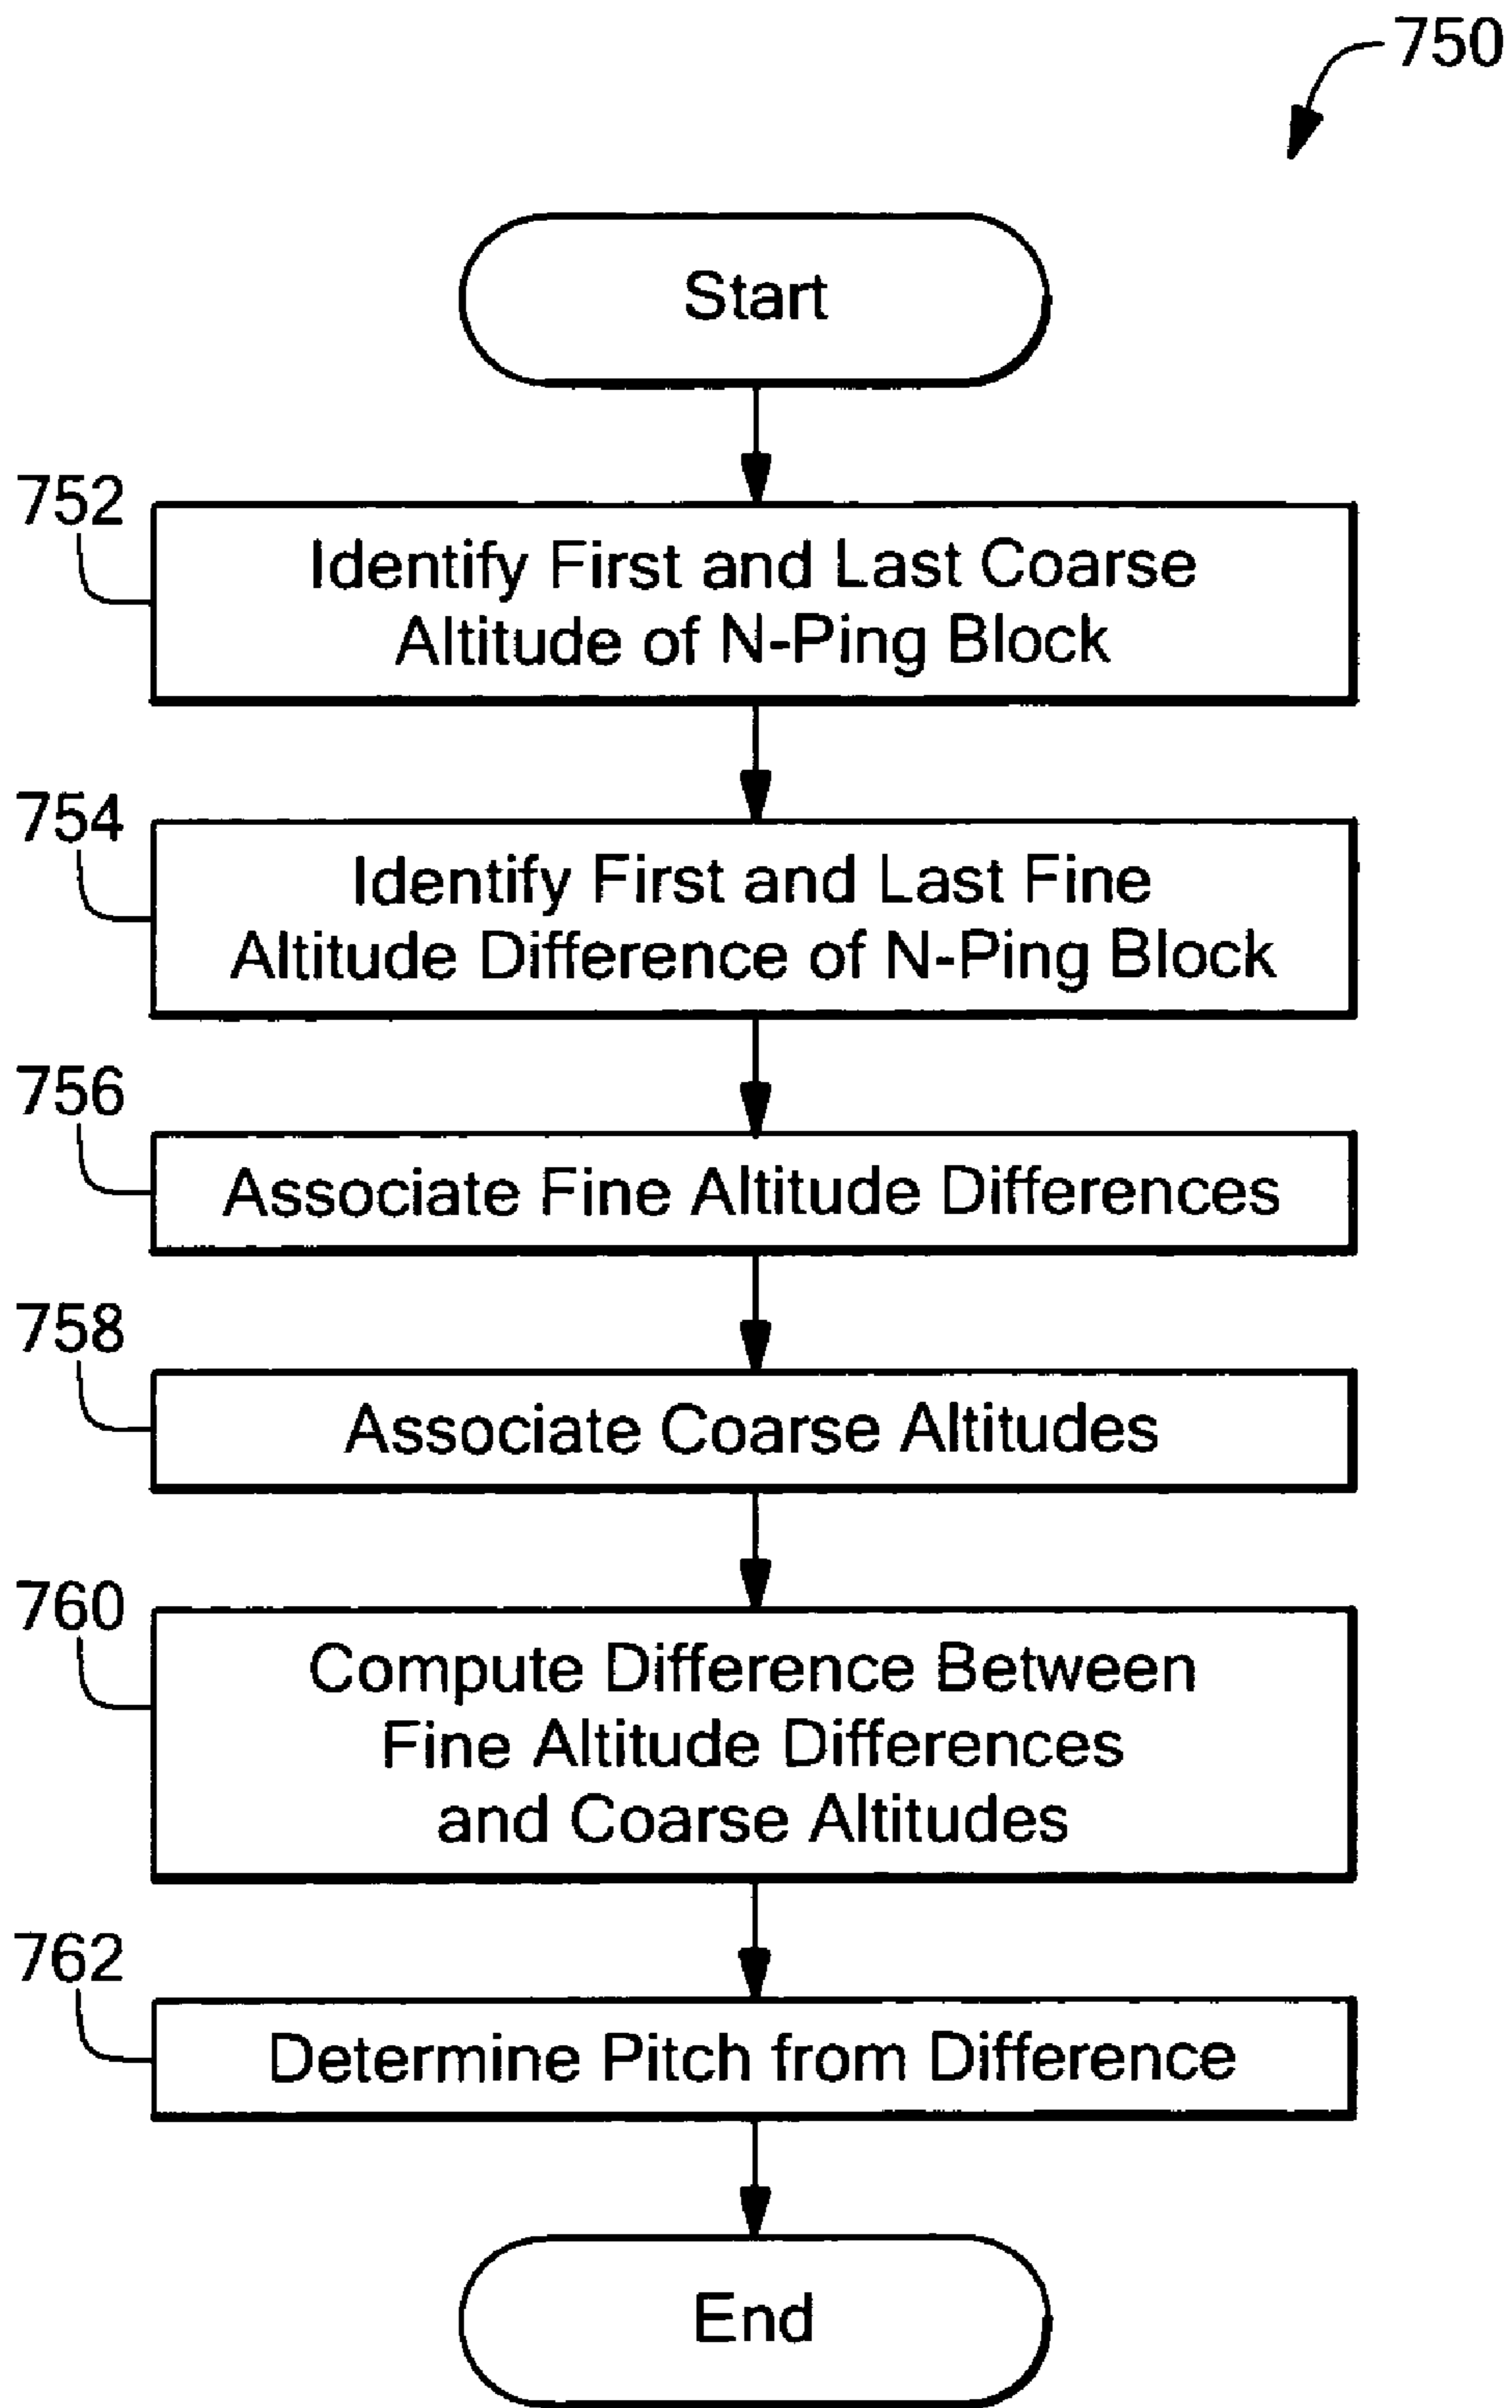 750
Start
752
Identify First and Last Coarse
Altitude of N-Ping Block
754
Identify First and Last Fine
Altitude Difference of N-Ping Block
756
Associate Fine Altitude Differences
758
Associate Coarse Altitudes
760
Compute Difference Between
Fine Altitude Differences
and Coarse Altitudes
762
Determine Pitch from Difference
End